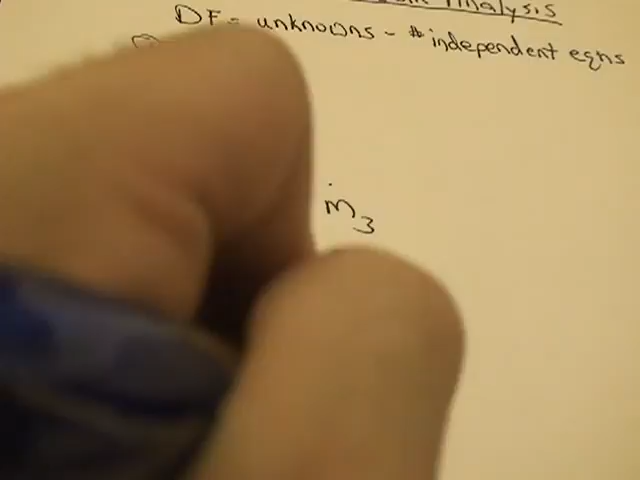 Analysis
DF = unknowns - # independent eqns
ṁ3